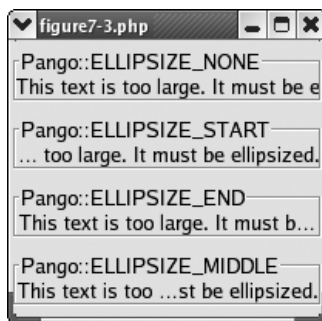 figure7-3.php
Pango::ELLIPSIZE_NONE
This text is too large. It must be e
Pango::ELLIPSIZE_START
... too large. It must be ellipsized.
Pango::ELLIPSIZE_END
This text is too large. It must b...
Pango::ELLIPSIZE_MIDDLE
This text is too ...st be ellipsized.